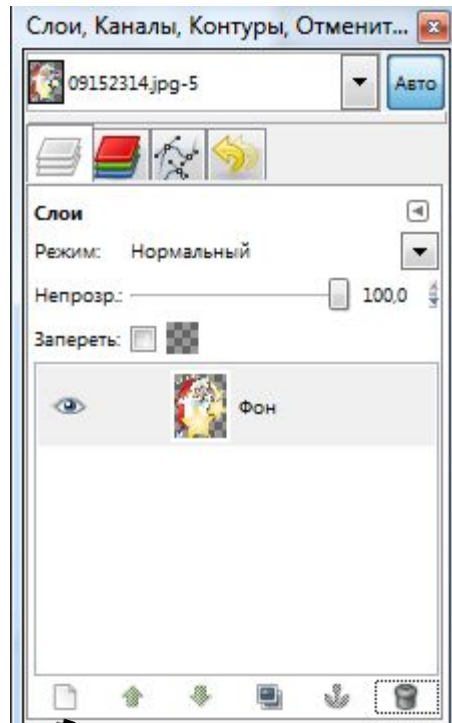 Слои, Каналы, Контуры, Отменит...
09152314.jpg-5
Авто
Слои
Режим: Нормальный
Непрозр.: 100,0
Запереть:
Фон